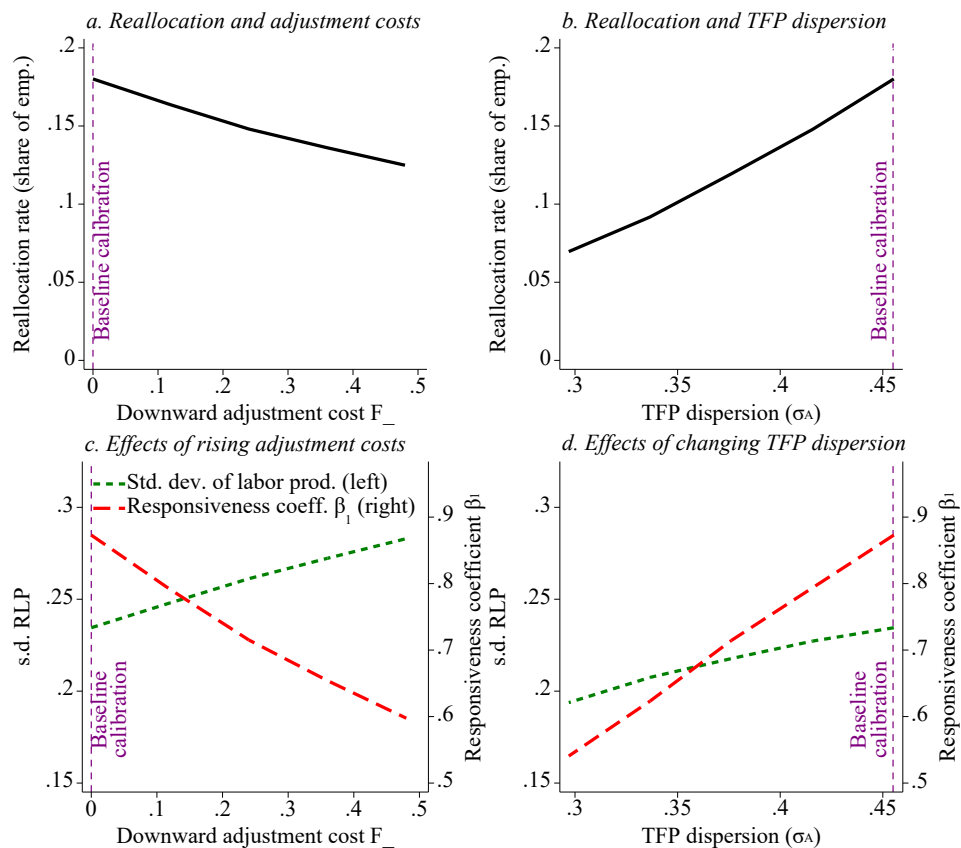 a. Reallocation and adjustment costs
Reallocation rate (share of emp.)
.2
.15
.1
.05
0
Baseline calibration
0 .1 .2 .3 .4 .5
Downward adjustment cost F_
b. Reallocation and TFP dispersion
Reallocation rate (share of emp.)
.2
.15
.1
.05
0
Baseline calibration
.3 .35 .4 .45
TFP dispersion (σA)
c. Effects of rising adjustment costs
Std. dev. of labor prod. (left)
Responsiveness coeff. β₁ (right)
s.d. RLP
.3
.25
.2
.15
Baseline
calibration
.9
.8
.7
.6
.5
Responsiveness coefficient β1
0 .1 .2 .3 .4 .5
Downward adjustment cost F_
d. Effects of changing TFP dispersion
s.d. RLP
.3
.25
.2
.15
Baseline
calibration
.9
.8
.7
.6
.5
Responsiveness coefficient β1
.3 .35 .4 .45
TFP dispersion (σA)